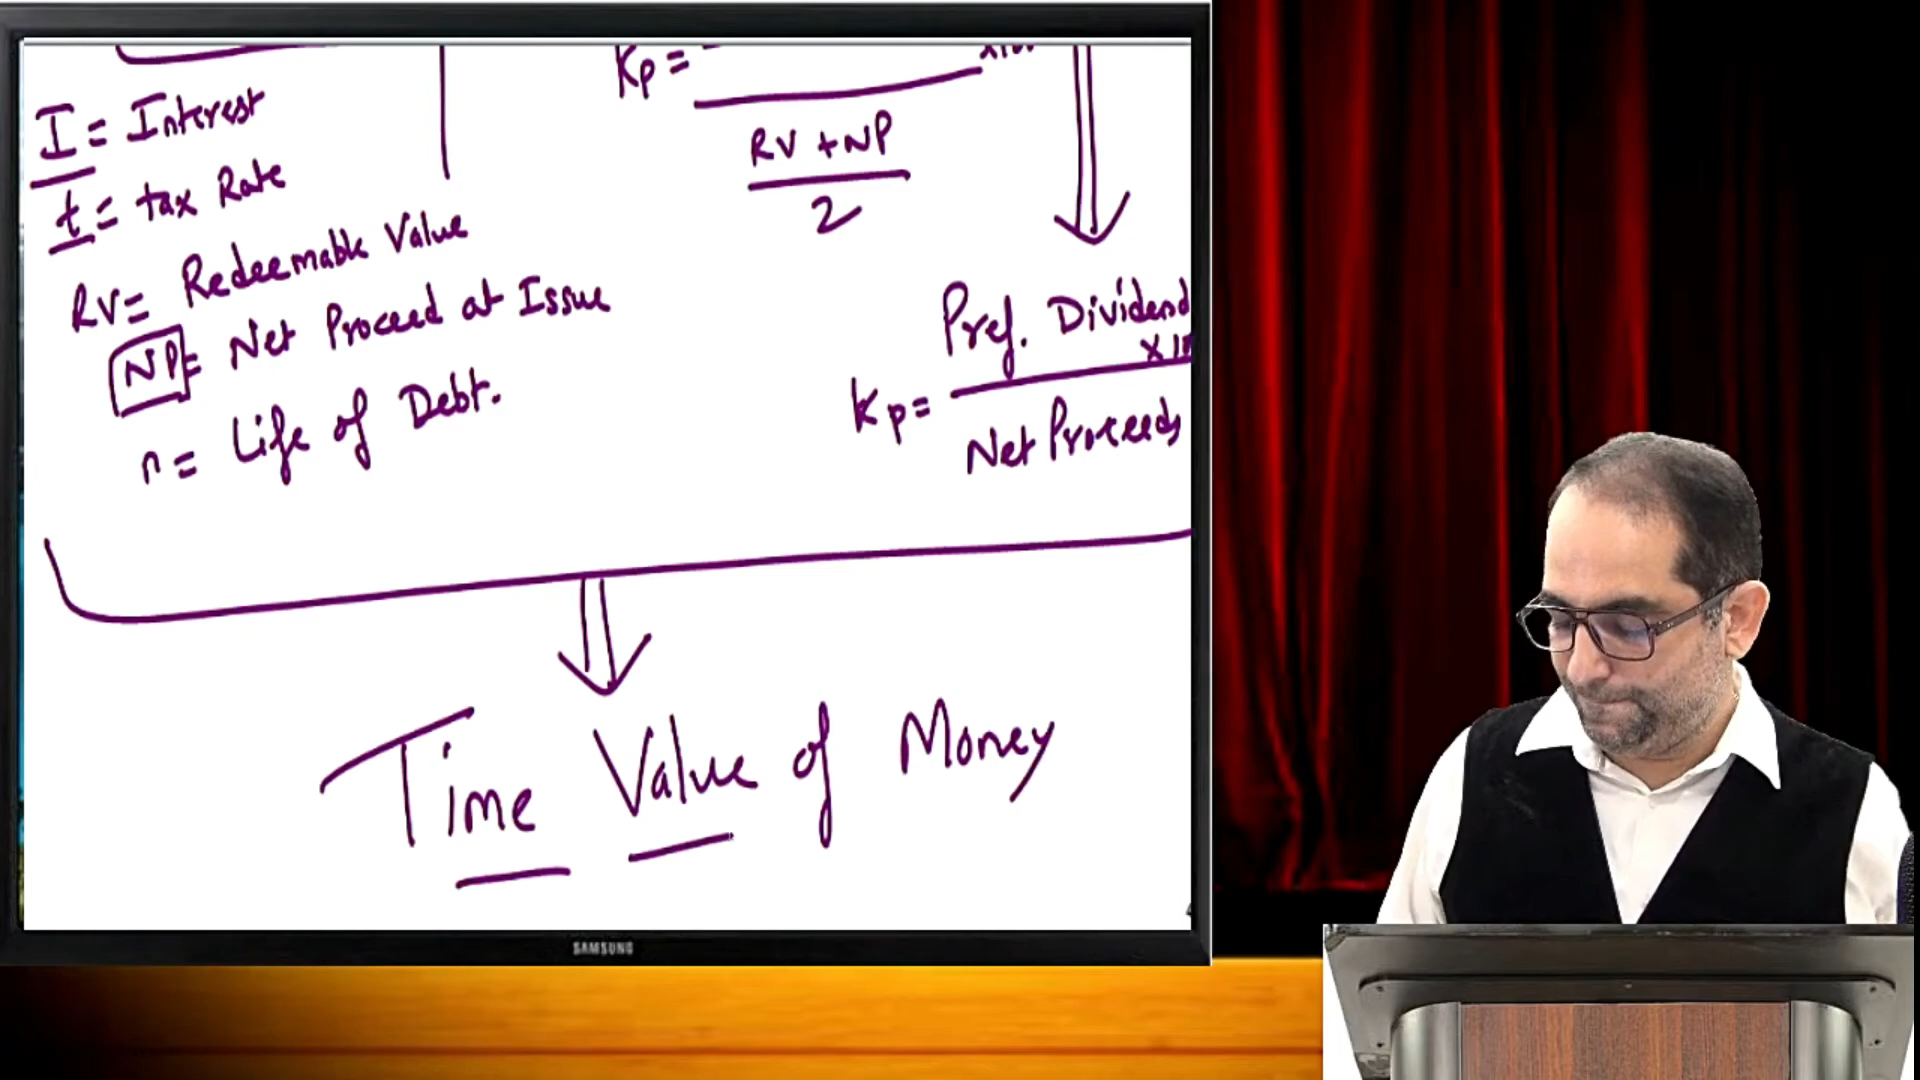 I = Interest
t = tax Rate
RV = Redeemable Value
NP = Net Proceed at Issue
n = Life of Debt.
Kp =
RV + NP
2
Pref. Dividend
Kp =
Net Proceeds
Time Value of Money
SAMSUNG